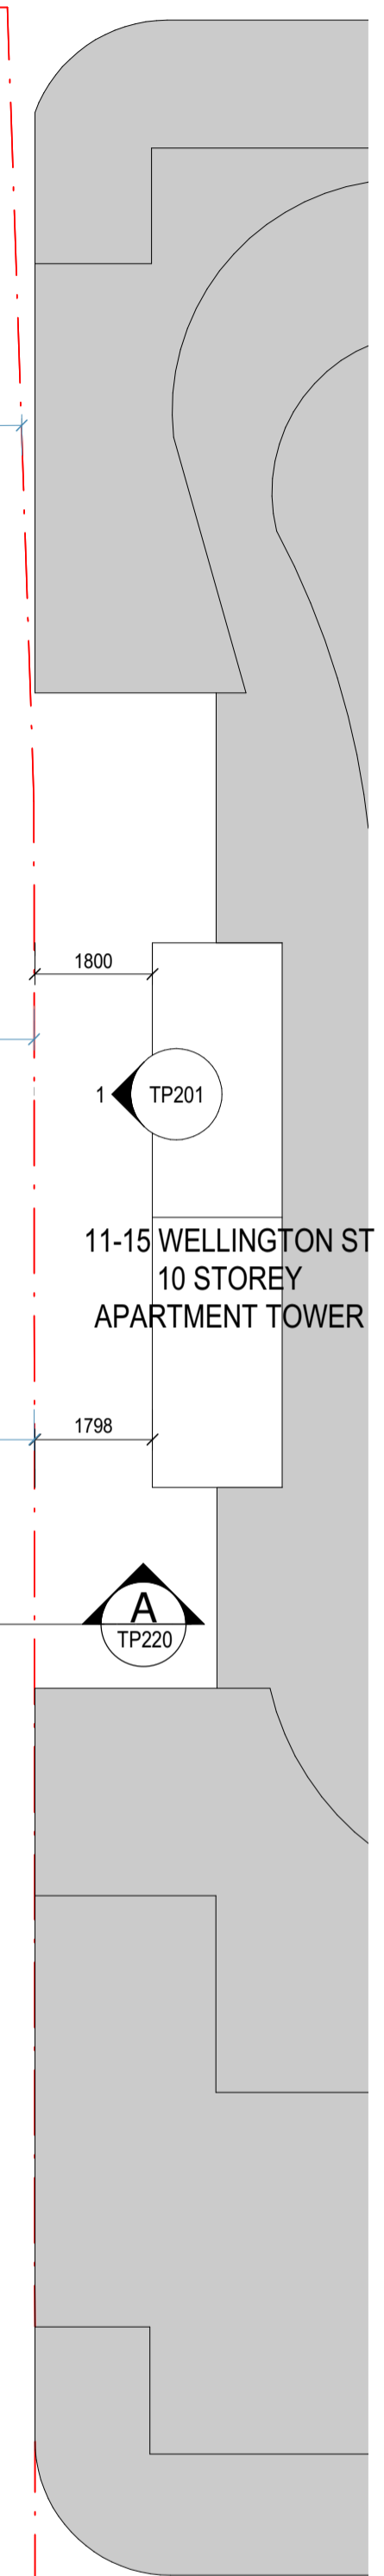 1800
1
TP201
11-15 WELLINGTON ST
10 STOREY
APARTMENT TOWER
1798
A
TP220